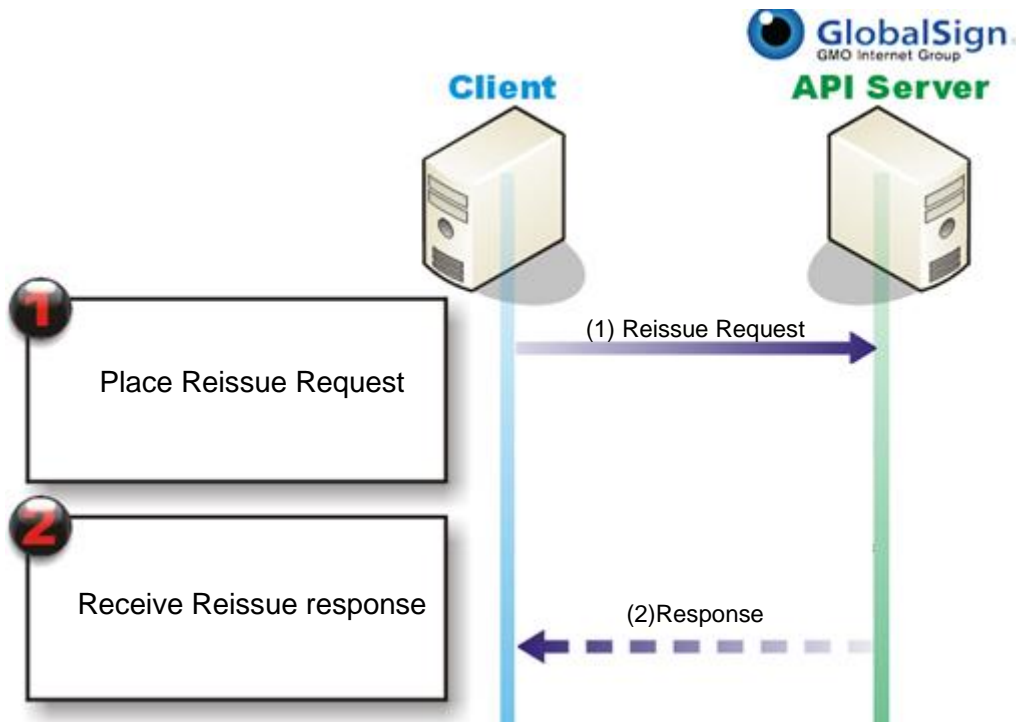 GlobalSign
GMO Internet Group
Client
API Server
1
(1) Reissue Request
Place Reissue Request
2
Receive Reissue response
(2)Response